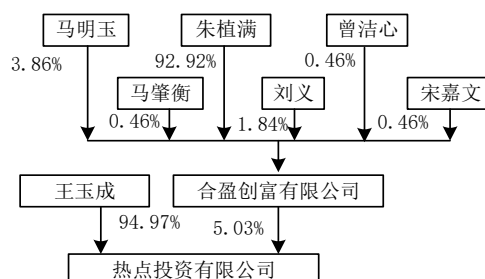 马明玉 朱植满 曾洁心
3.86% 92.92% 0.46%
马肇衡 刘义 宋嘉文
0.46% 1.84% 0.46%
王玉成 合盈创富有限公司
94.97% 5.03%
热点投资有限公司